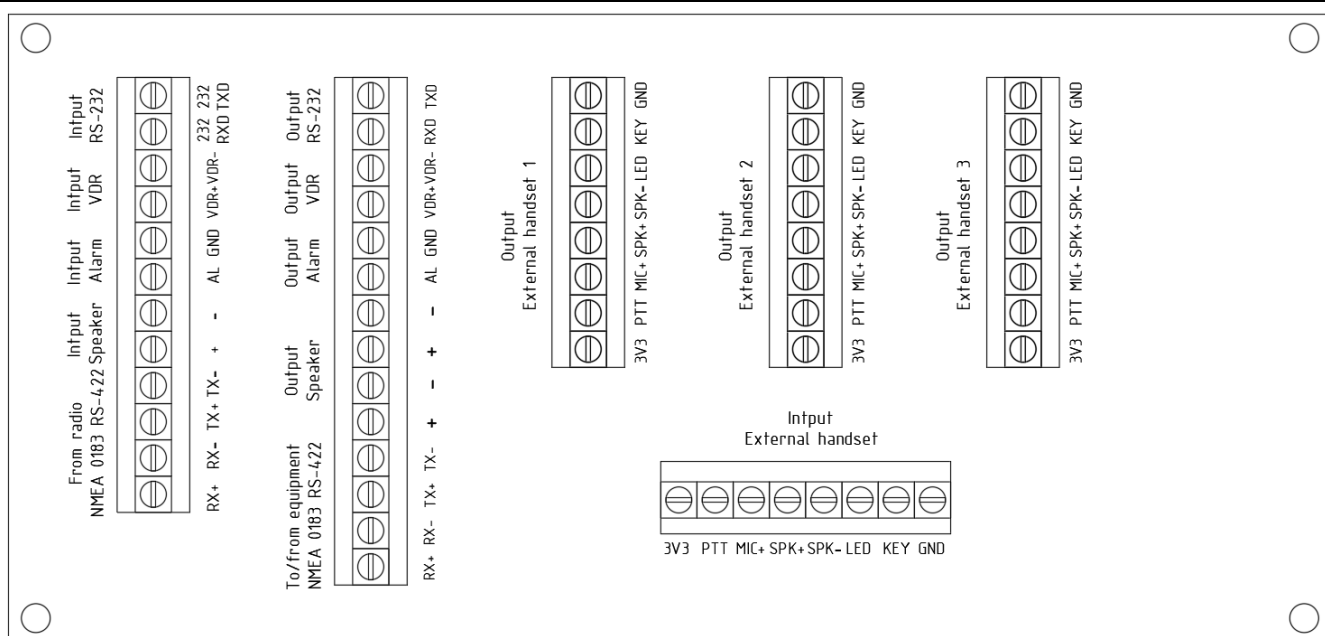 Intput
RS-232
232 232
RXD TXD
Intput
VDR
VDR+ VDR-
Intput
Alarm
AL GND
Intput
Speaker
+ -
From radio
NMEA 0183 RS-422
RX+ RX- TX+ TX-
Output
RS-232
RXD TXD
Output
VDR
VDR+ VDR-
Output
Alarm
AL GND
Output
Speaker
+ - + -
To/from equipment
NMEA 0183 RS-422
RX+ RX- TX+ TX-
Output
External handset 1
3V3 PTT MIC+ SPK+ SPK- LED KEY GND
Output
External handset 2
3V3 PTT MIC+ SPK+ SPK- LED KEY GND
Output
External handset 3
3V3 PTT MIC+ SPK+ SPK- LED KEY GND
Intput
External handset
3V3 PTT MIC+ SPK+ SPK- LED KEY GND